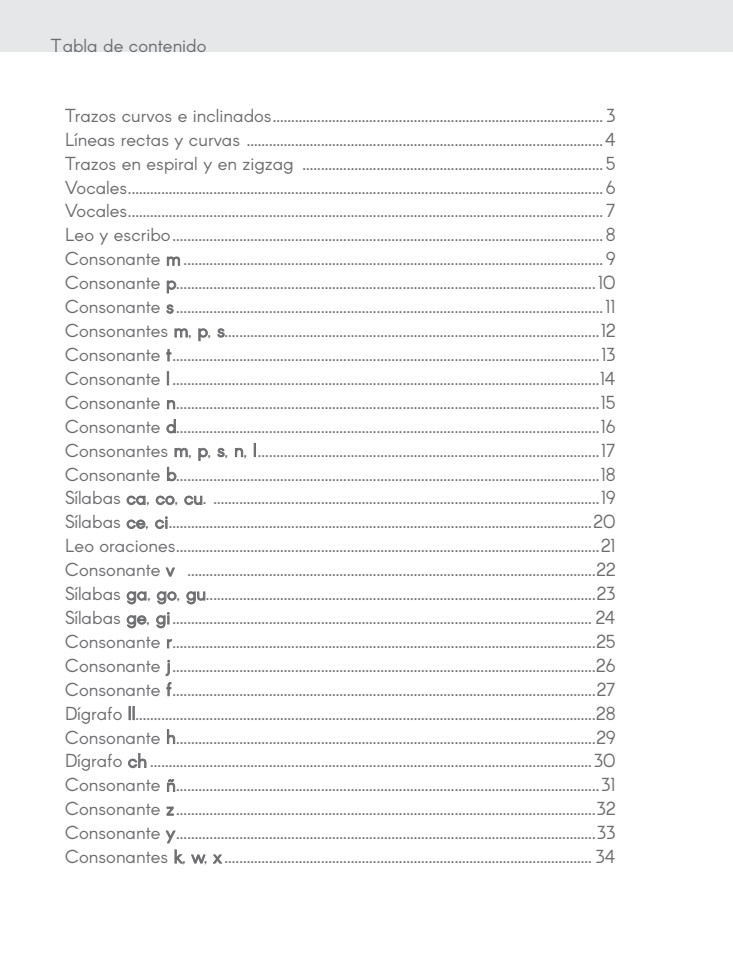 Tabla de contenido
Trazos curvos e inclinados........................................ 3
Líneas rectas y curvas ........................................ 4
Trazos en espiral y en zigzag ........................................ 5
Vocales........................................ 6
Vocales........................................ 7
Leo y escribo........................................ 8
Consonante m........................................ 9
Consonante p........................................ 10
Consonante s........................................ 11
Consonantes m, p, s........................................ 12
Consonante t........................................ 13
Consonante l........................................ 14
Consonante n........................................ 15
Consonante d........................................ 16
Consonantes m, p, s, n, l........................................ 17
Consonante b........................................ 18
Sílabas ca, co, cu. ........................................ 19
Sílabas ce, ci........................................ 20
Leo oraciones........................................ 21
Consonante v ........................................ 22
Sílabas ga, go, gu........................................ 23
Sílabas ge, gi........................................ 24
Consonante r........................................ 25
Consonante j........................................ 26
Consonante f........................................ 27
Dígrafo ll........................................ 28
Consonante h........................................ 29
Dígrafo ch........................................ 30
Consonante ñ........................................ 31
Consonante z........................................ 32
Consonante y........................................ 33
Consonantes k, w, x........................................ 34